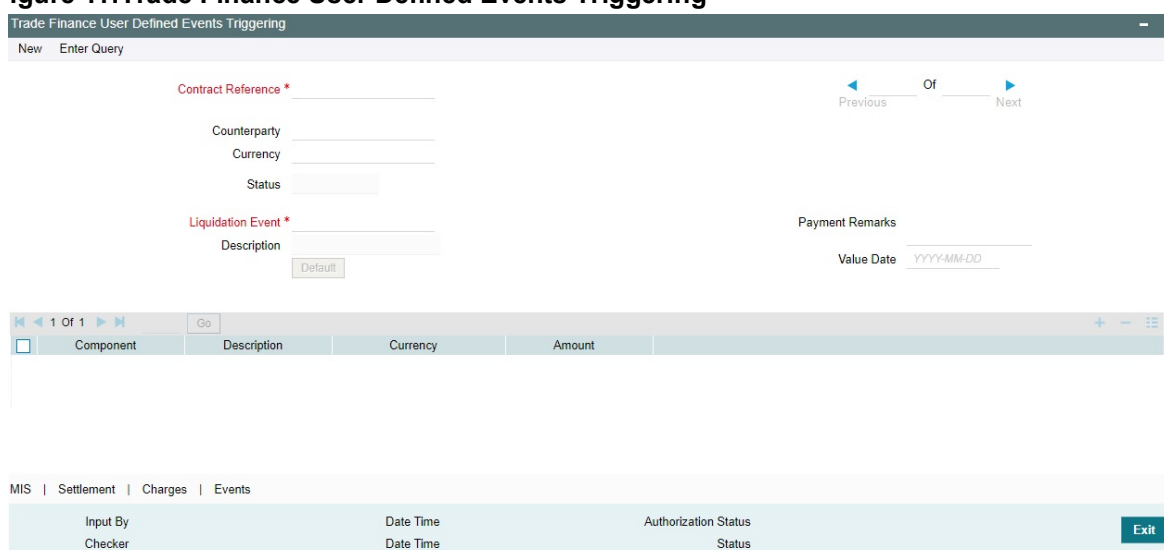 Trade Finance User Defined Events Triggering
New Enter Query
Contract Reference *
Of
Previous Next
Counterparty
Currency
Status
Liquidation Event *
Payment Remarks
Description
Value Date YYYY-MM-DD
Default
1 Of 1 Go
Component Description Currency Amount
MIS | Settlement | Charges | Events
Input By Date Time Authorization Status
Exit
Checker Date Time Status